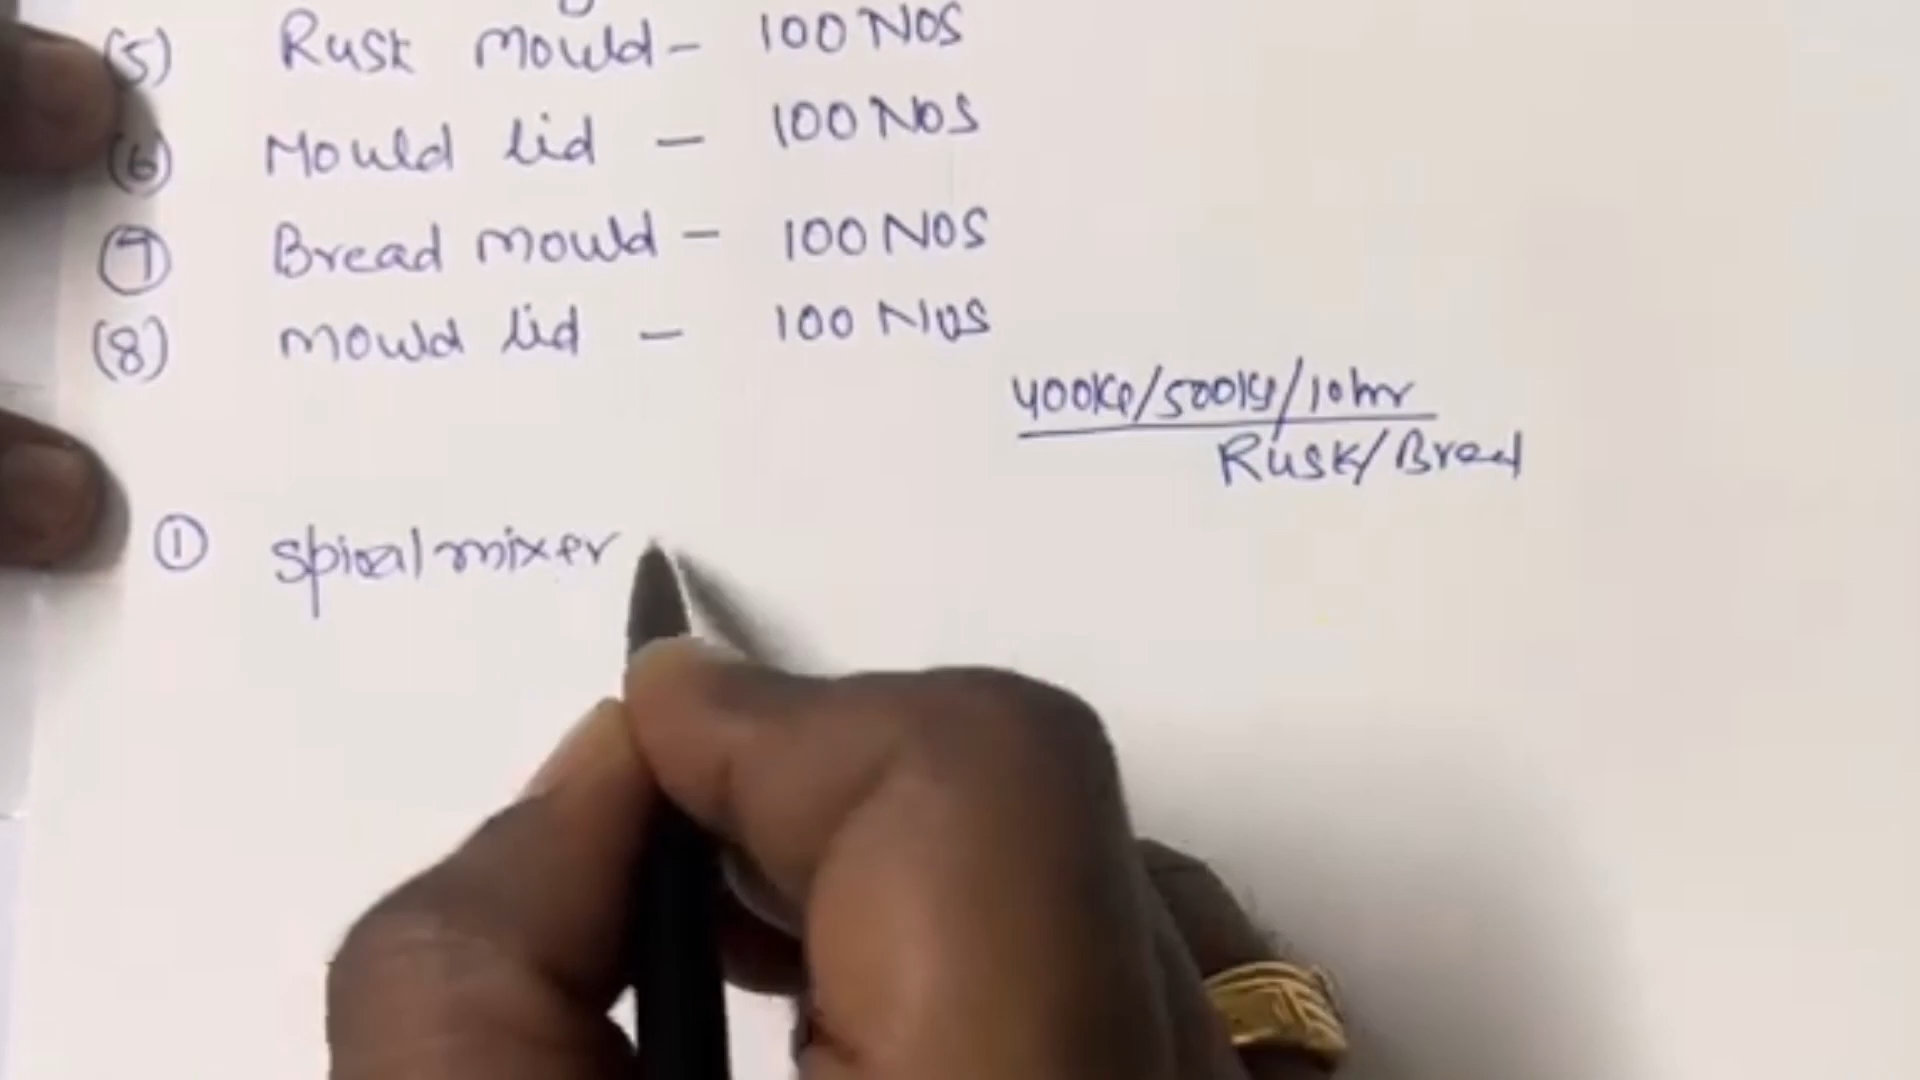 (5) Rusk Mould - 100 Nos
(6) Mould lid - 100 Nos
(7) Bread mould - 100 Nos
(8) mould lid - 100 Nos
400Kg/500Kg/10hr
Rusk/Bread
(1) spiral mixer